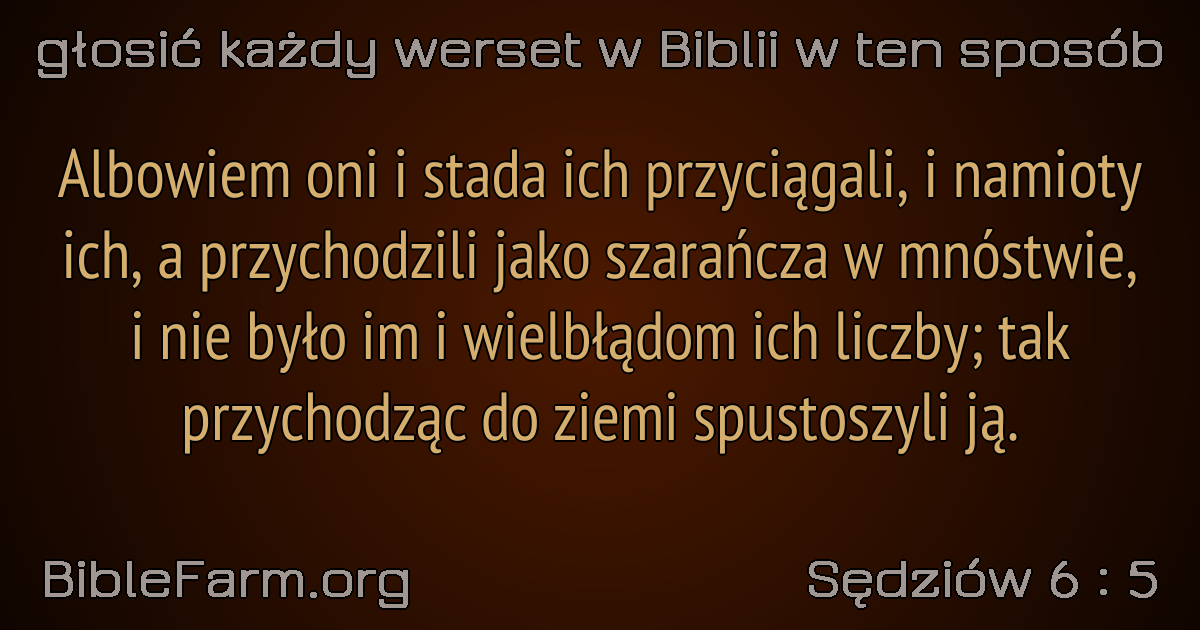 głosić każdy werset w Biblii w ten sposób
Albowiem oni i stada ich przyciągali, i namioty
ich, a przychodzili jako szarańcza w mnóstwie,
i nie było im i wielbłądom ich liczby; tak
przychodząc do ziemi spustoszyli ją.
BibleFarm.org
Sędziów 6 : 5